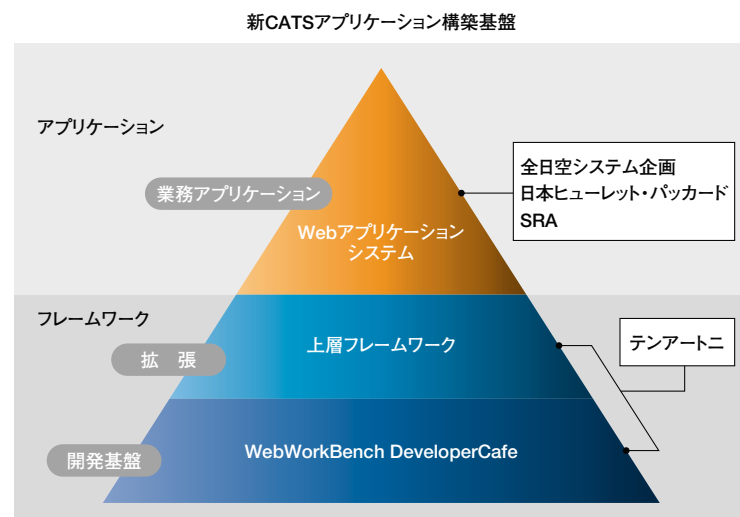 新CATSアプリケーション構築基盤
アプリケーション
業務アプリケーション
Webアプリケーション
システム
全日空システム企画
日本ヒューレット・パッカード
SRA
フレームワーク
拡 張
上層フレームワーク
テンアートニ
開発基盤
WebWorkBench DeveloperCafe